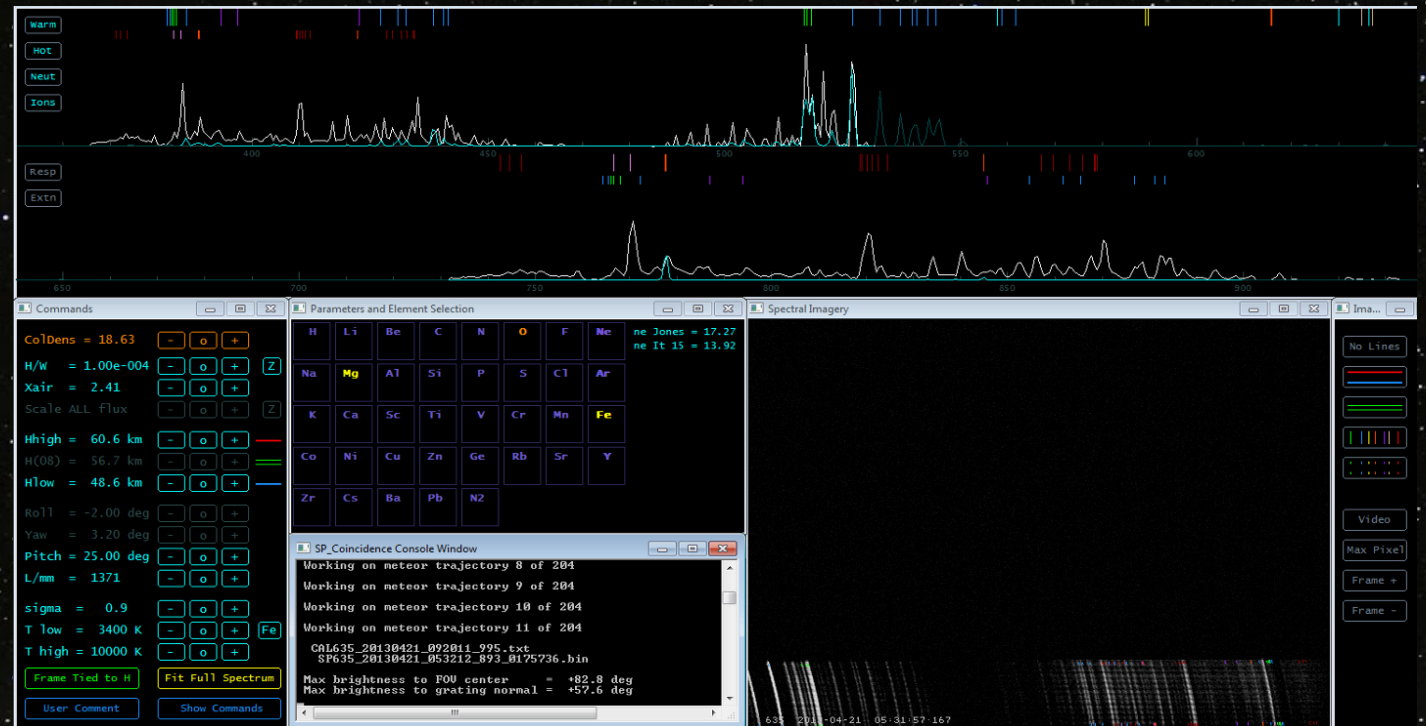 Warm
Hot
Neut
Ions
400
450
500
550
600
Resp
Extn
650
700
750
800
850
900
Commands
ColDens = 18.63 - o +
H/W = 1.00e-004 - o + Z
Xair = 2.41 - o +
Scale ALL flux - o + Z
Hhigh = 60.6 km - o +
H(08) = 56.7 km - o +
Hlow = 48.6 km - o +
Roll = -2.00 deg - o +
Yaw = 3.20 deg - o +
Pitch = 25.00 deg - o +
L/mm = 1371 - o +
sigma = 0.9 - o +
T low = 3400 K - o + Fe
T high = 10000 K - o +
Frame Tied to H Fit Full Spectrum
User Comment Show Commands
Parameters and Element Selection
H Li Be C N O F Ne
Na Mg Al Si P S Cl Ar
K Ca Sc Ti V Cr Mn Fe
Co Ni Cu Zn Ge Rb Sr Y
Zr Cs Ba Pb N2
ne Jones = 17.27
ne It 15 = 13.92
SP_Coincidence Console Window
Working on meteor trajectory 8 of 204
Working on meteor trajectory 9 of 204
Working on meteor trajectory 10 of 204
Working on meteor trajectory 11 of 204
CAL635_20130421_092011_995.txt
SP635_20130421_053212_893_0175736.bin
Max brightness to FOV center = +82.8 deg
Max brightness to grating normal = +57.6 deg
Spectral Imagery
635 2013-04-21 05:31:57-167
Ima...
No Lines
Video
Max Pixel
Frame +
Frame -